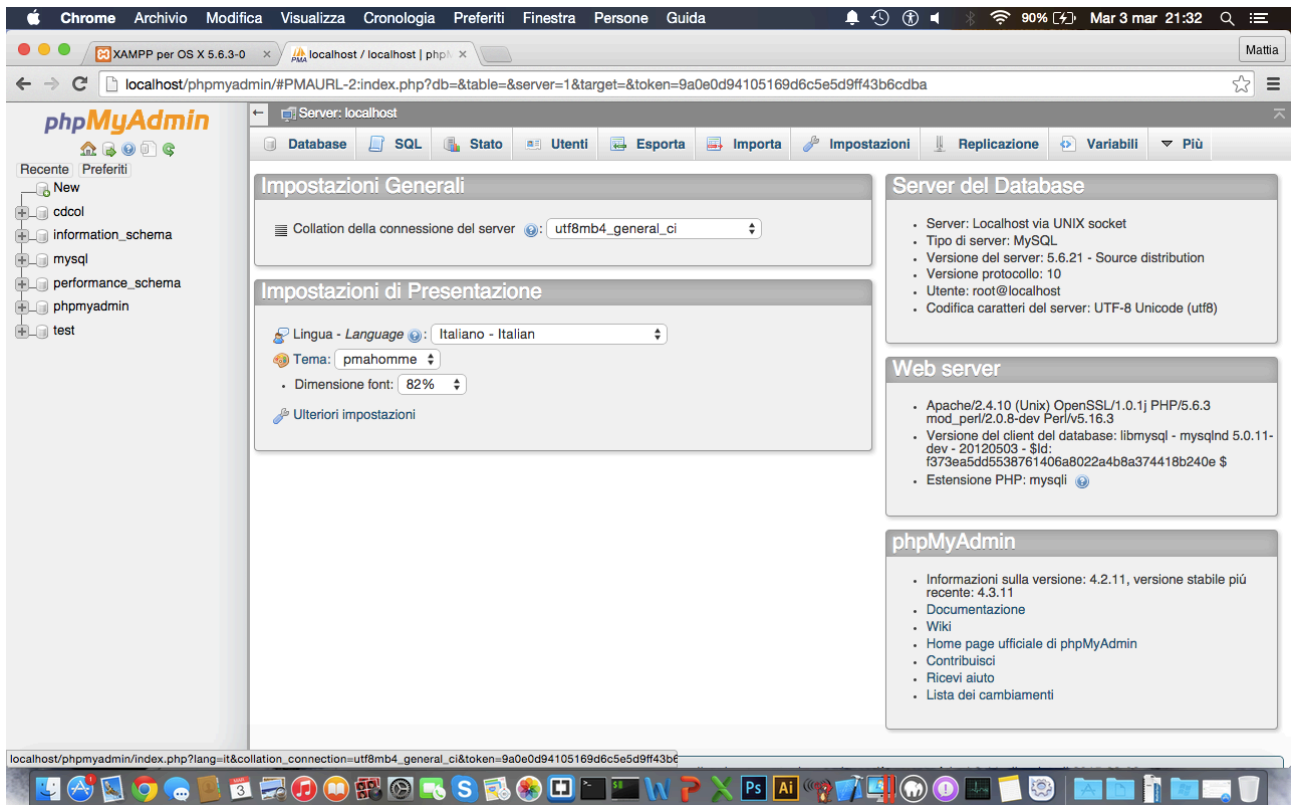 Chrome Archivio Modifica Visualizza Cronologia Preferiti Finestra Persone Guida 90% Mar 3 mar 21:32
XAMPP per OS X 5.6.3-0 × localhost / localhost | php × Mattia
localhost/phpmyadmin/#PMAURL-2:index.php?db=&table=&server=1&target=&token=9a0e0d94105169d6c5e5d9ff43b6cdba
phpMyAdmin
Recente Preferiti
New
cdcol
information_schema
mysql
performance_schema
phpmyadmin
test
Server: localhost
Database SQL Stato Utenti Esporta Importa Impostazioni Replicazione Variabili Più
Impostazioni Generali
Collation della connessione del server : utf8mb4_general_ci
Impostazioni di Presentazione
Lingua - Language : Italiano - Italian
Tema: pmahomme
Dimensione font: 82%
Ulteriori impostazioni
Server del Database
Server: Localhost via UNIX socket
Tipo di server: MySQL
Versione del server: 5.6.21 - Source distribution
Versione protocollo: 10
Utente: root@localhost
Codifica caratteri del server: UTF-8 Unicode (utf8)
Web server
Apache/2.4.10 (Unix) OpenSSL/1.0.1j PHP/5.6.3
mod_perl/2.0.8-dev Perl/v5.16.3
Versione del client del database: libmysql - mysqlnd 5.0.11-
dev - 20120503 - $Id:
f373ea5dd5538761406a8022a4b8a374418b240e $
Estensione PHP: mysqli
phpMyAdmin
Informazioni sulla versione: 4.2.11, versione stabile piú
recente: 4.3.11
Documentazione
Wiki
Home page ufficiale di phpMyAdmin
Contribuisci
Ricevi aiuto
Lista dei cambiamenti
localhost/phpmyadmin/index.php?lang=it&collation_connection=utf8mb4_general_ci&token=9a0e0d94105169d6c5e5d9ff43b6
3
Ps Ai